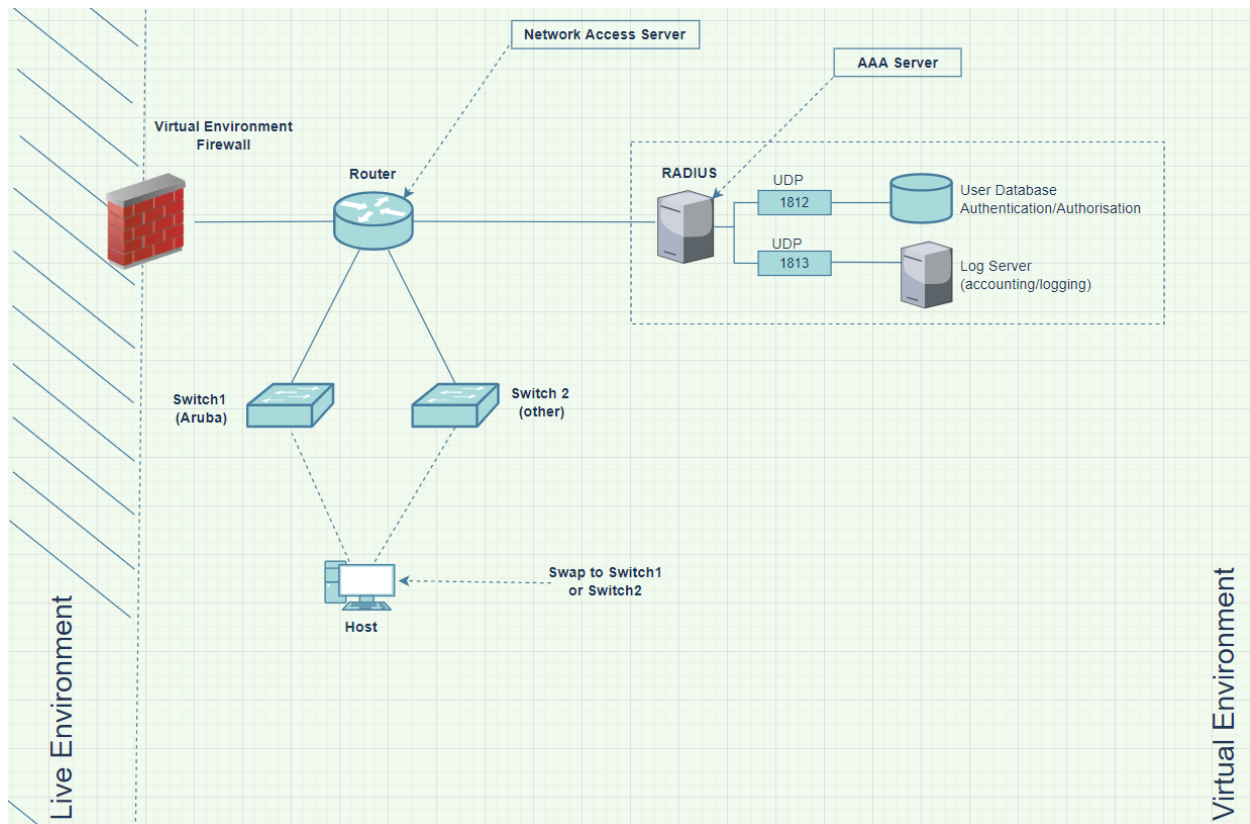 Network Access Server
AAA Server
Virtual Environment
Firewall
Router
RADIUS
UDP
1812
User Database
Authentication/Authorisation
UDP
1813
Log Server
(accounting/logging)
Switch1
(Aruba)
Switch 2
(other)
Swap to Switch1
or Switch2
Host
Live Environment
Virtual Environment